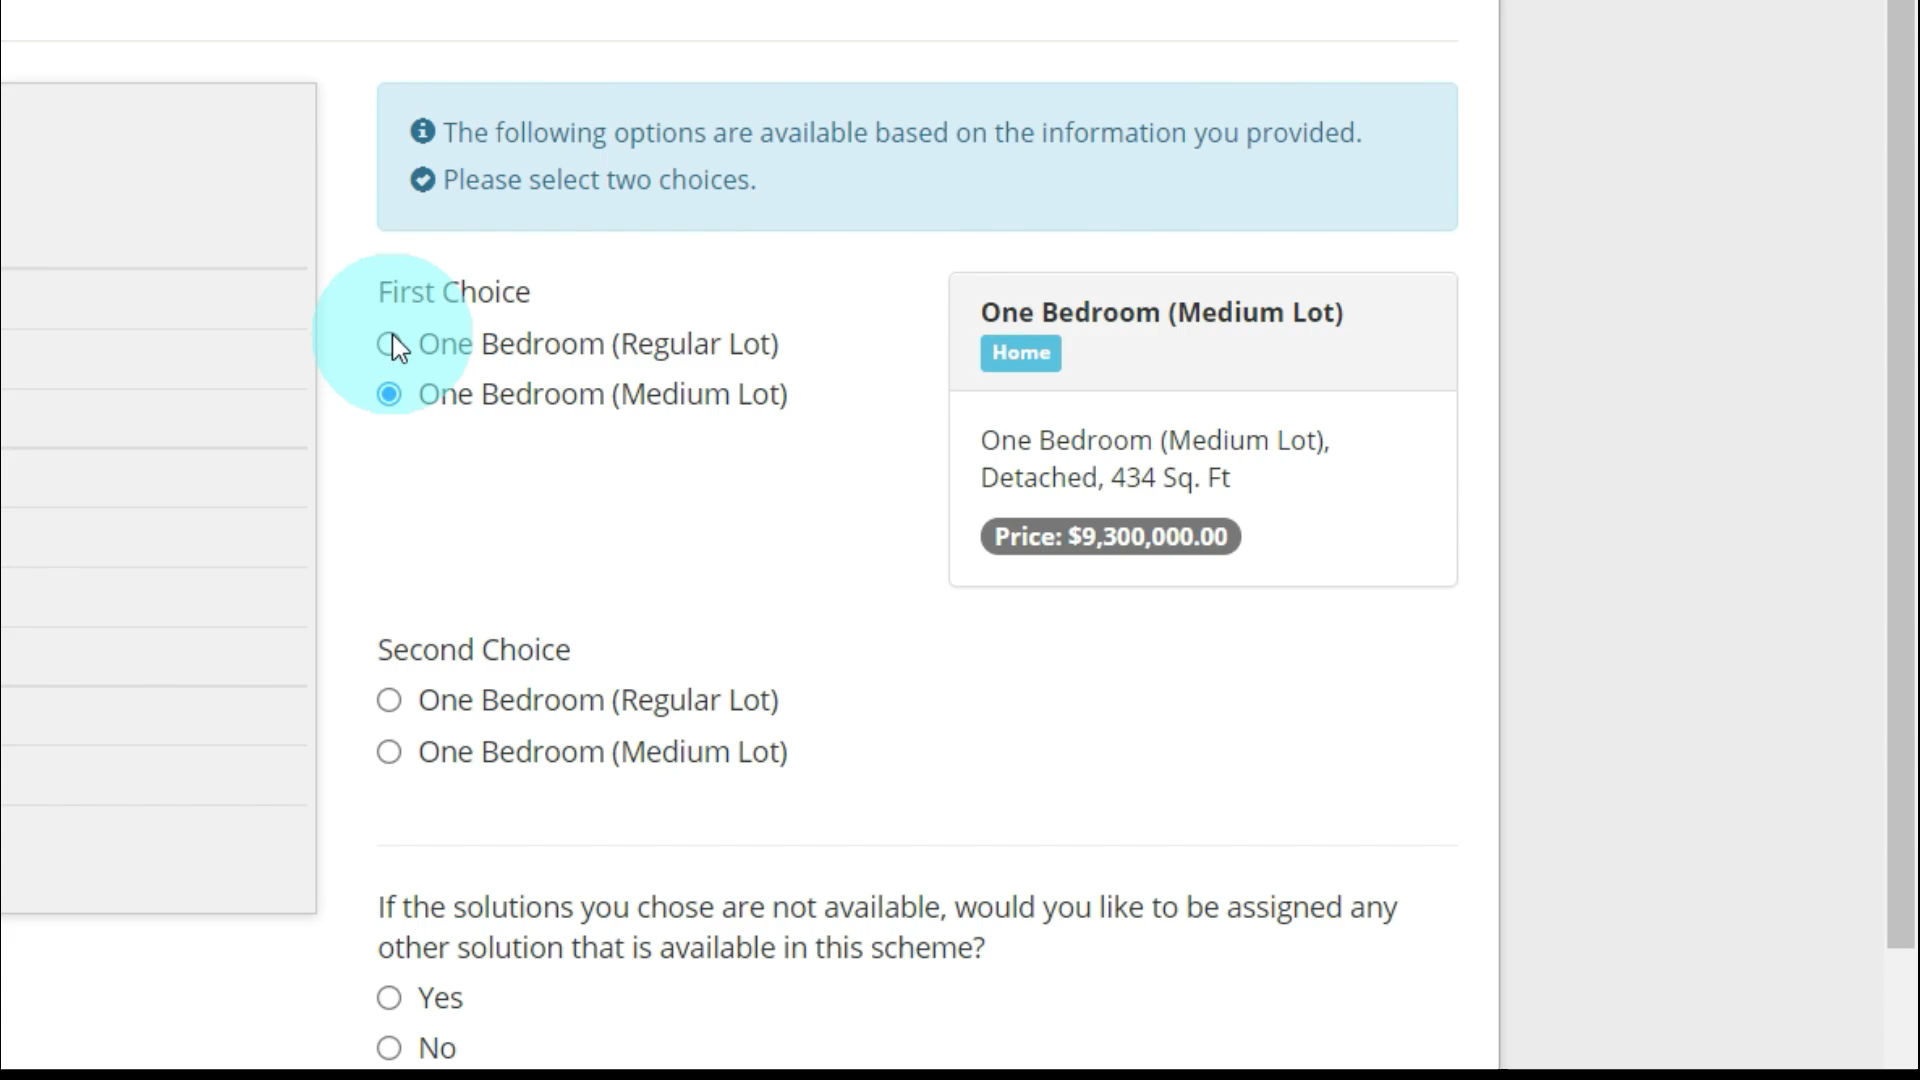 The following options are available based on the information you provided.
Please select two choices.
First Choice
One Bedroom (Regular Lot)
One Bedroom (Medium Lot)
One Bedroom (Medium Lot)
Home
One Bedroom (Medium Lot),
Detached, 434 Sq. Ft
Price: $9,300,000.00
Second Choice
One Bedroom (Regular Lot)
One Bedroom (Medium Lot)
If the solutions you chose are not available, would you like to be assigned any
other solution that is available in this scheme?
Yes
No